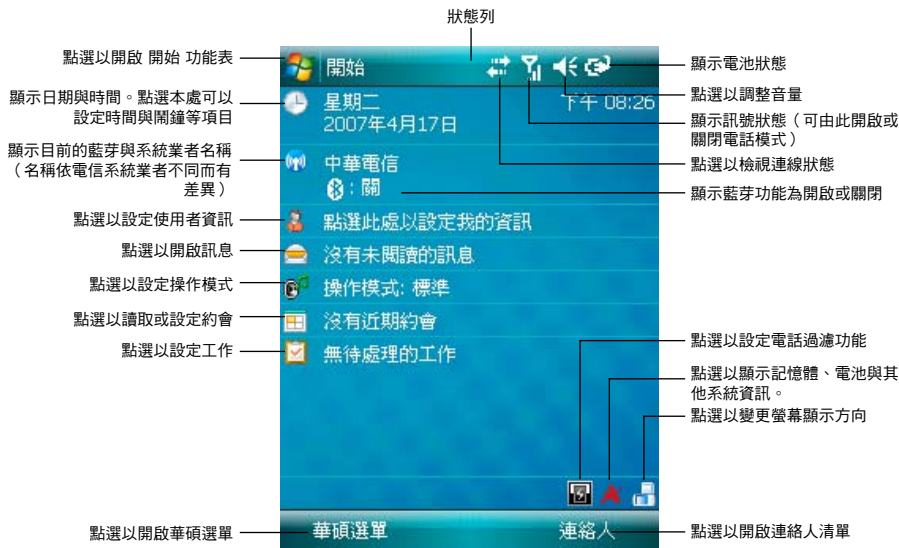 狀態列
點選以開啟 開始 功能表
顯示日期與時間。點選本處可以
設定時間與鬧鐘等項目
顯示目前的藍芽與系統業者名稱
（名稱依電信系統業者不同而有
差異）
點選以設定使用者資訊
點選以開啟訊息
點選以設定操作模式
點選以讀取或設定約會
點選以設定工作
點選以開啟華碩選單
開始
星期二
下午 08:26
2007年4月17日
中華電信
：關
點選此處以設定我的資訊
沒有未閱讀的訊息
操作模式: 標準
沒有近期約會
無待處理的工作
華碩選單
連絡人
顯示電池狀態
點選以調整音量
顯示訊號狀態（可由此開啟或
關閉電話模式）
點選以檢視連線狀態
顯示藍芽功能為開啟或關閉
點選以設定電話過濾功能
點選以顯示記憶體、電池與其
他系統資訊。
點選以變更螢幕顯示方向
點選以開啟連絡人清單